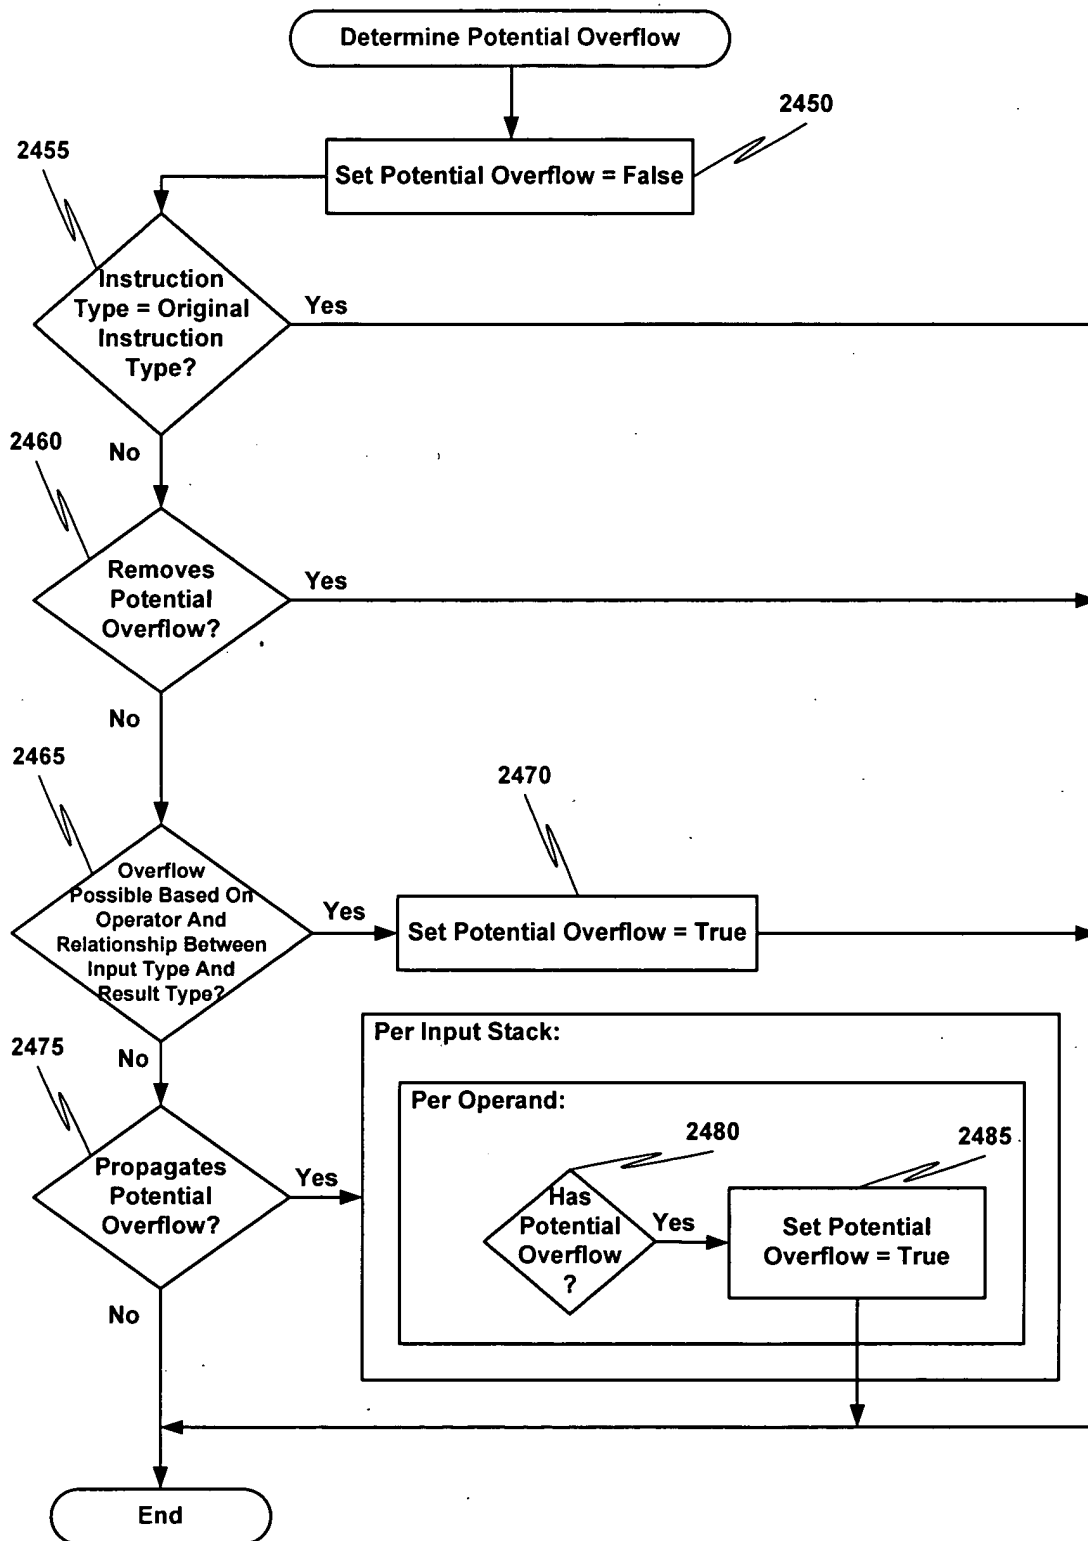 Determine Potential Overflow
2450
Set Potential Overflow = False
2455
Instruction
Type = Original
Instruction
Type?
Yes
No
2460
Removes
Potential
Overflow?
Yes
No
2465
Overflow
Possible Based On
Operator And
Relationship Between
Input Type And
Result Type?
Yes
2470
Set Potential Overflow = True
No
2475
Propagates
Potential
Overflow?
Yes
No
Per Input Stack:
Per Operand:
2480
Has
Potential
Overflow
?
Yes
2485
Set Potential
Overflow = True
End